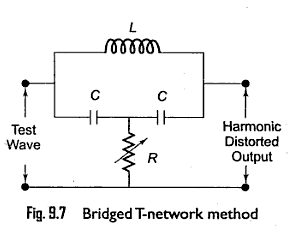 L
C C
Test
Wave
R
Harmonic
Distorted
Output
Fig. 9.7 Bridged T-network method